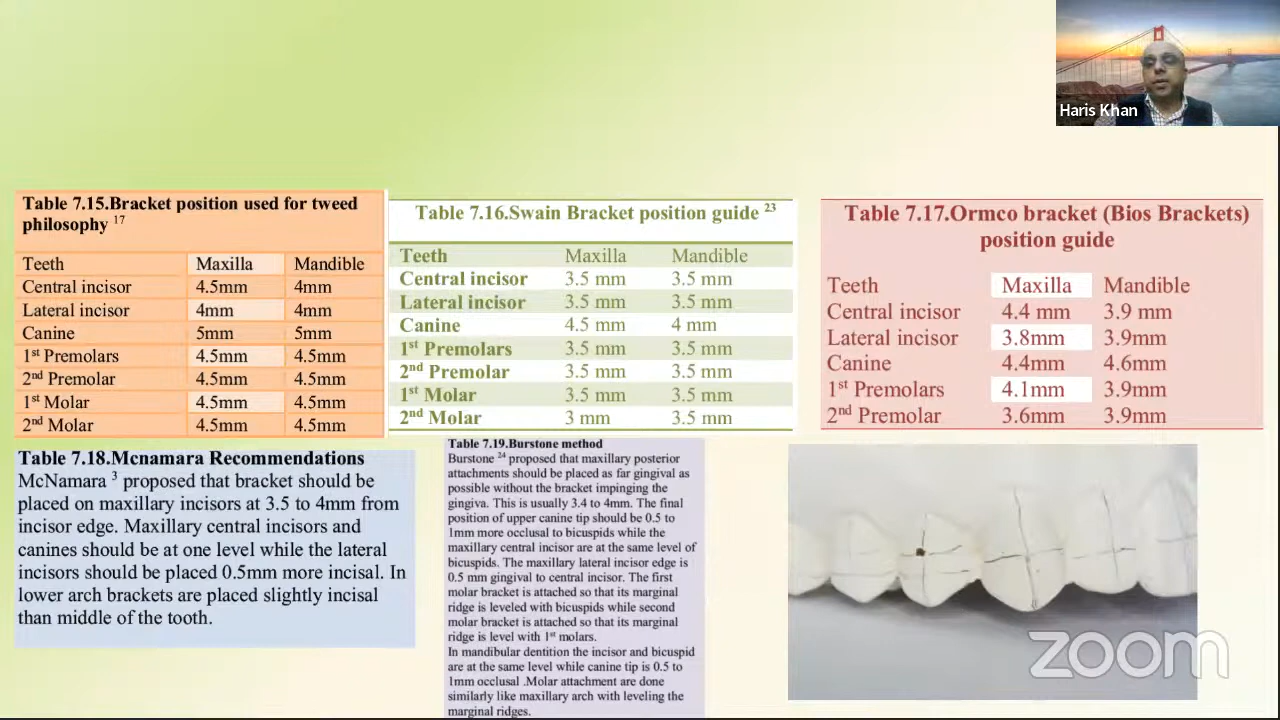 Haris Khan
Table 7.15.Bracket position used for tweed
philosophy 17
Teeth Maxilla Mandible
Central incisor 4.5mm 4mm
Lateral incisor 4mm 4mm
Canine 5mm 5mm
1st Premolars 4.5mm 4.5mm
2nd Premolar 4.5mm 4.5mm
1st Molar 4.5mm 4.5mm
2nd Molar 4.5mm 4.5mm
Table 7.16.Swain Bracket position guide 23
Teeth Maxilla Mandible
Central incisor 3.5 mm 3.5 mm
Lateral incisor 3.5 mm 3.5 mm
Canine 4.5 mm 4 mm
1st Premolars 3.5 mm 3.5 mm
2nd Premolar 3.5 mm 3.5 mm
1st Molar 3.5 mm 3.5 mm
2nd Molar 3 mm 3.5 mm
Table 7.17.Ormco bracket (Bios Brackets)
position guide
Teeth Maxilla Mandible
Central incisor 4.4 mm 3.9 mm
Lateral incisor 3.8mm 3.9mm
Canine 4.4mm 4.6mm
1st Premolars 4.1mm 3.9mm
2nd Premolar 3.6mm 3.9mm
Table 7.18.Mcnamara Recommendations
McNamara 3 proposed that bracket should be
placed on maxillary incisors at 3.5 to 4mm from
incisor edge. Maxillary central incisors and
canines should be at one level while the lateral
incisors should be placed 0.5mm more incisal. In
lower arch brackets are placed slightly incisal
than middle of the tooth.
Table 7.19.Burstone method
Burstone 24 proposed that maxillary posterior
attachments should be placed as far gingival as
possible without the bracket impinging the
gingiva. This is usually 3.4 to 4mm. The final
position of upper canine tip should be 0.5 to
1mm more occlusal to bicuspids while the
maxillary central incisor are at the same level of
bicuspids. The maxillary lateral incisor edge is
0.5 mm gingival to central incisor. The first
molar bracket is attached so that its marginal
ridge is leveled with bicuspids while second
molar bracket is attached so that its marginal
ridge is level with 1st molars.
In mandibular dentition the incisor and bicuspid
are at the same level while canine tip is 0.5 to
1mm occlusal .Molar attachment are done
similarly like maxillary arch with leveling the
marginal ridges.
zoom